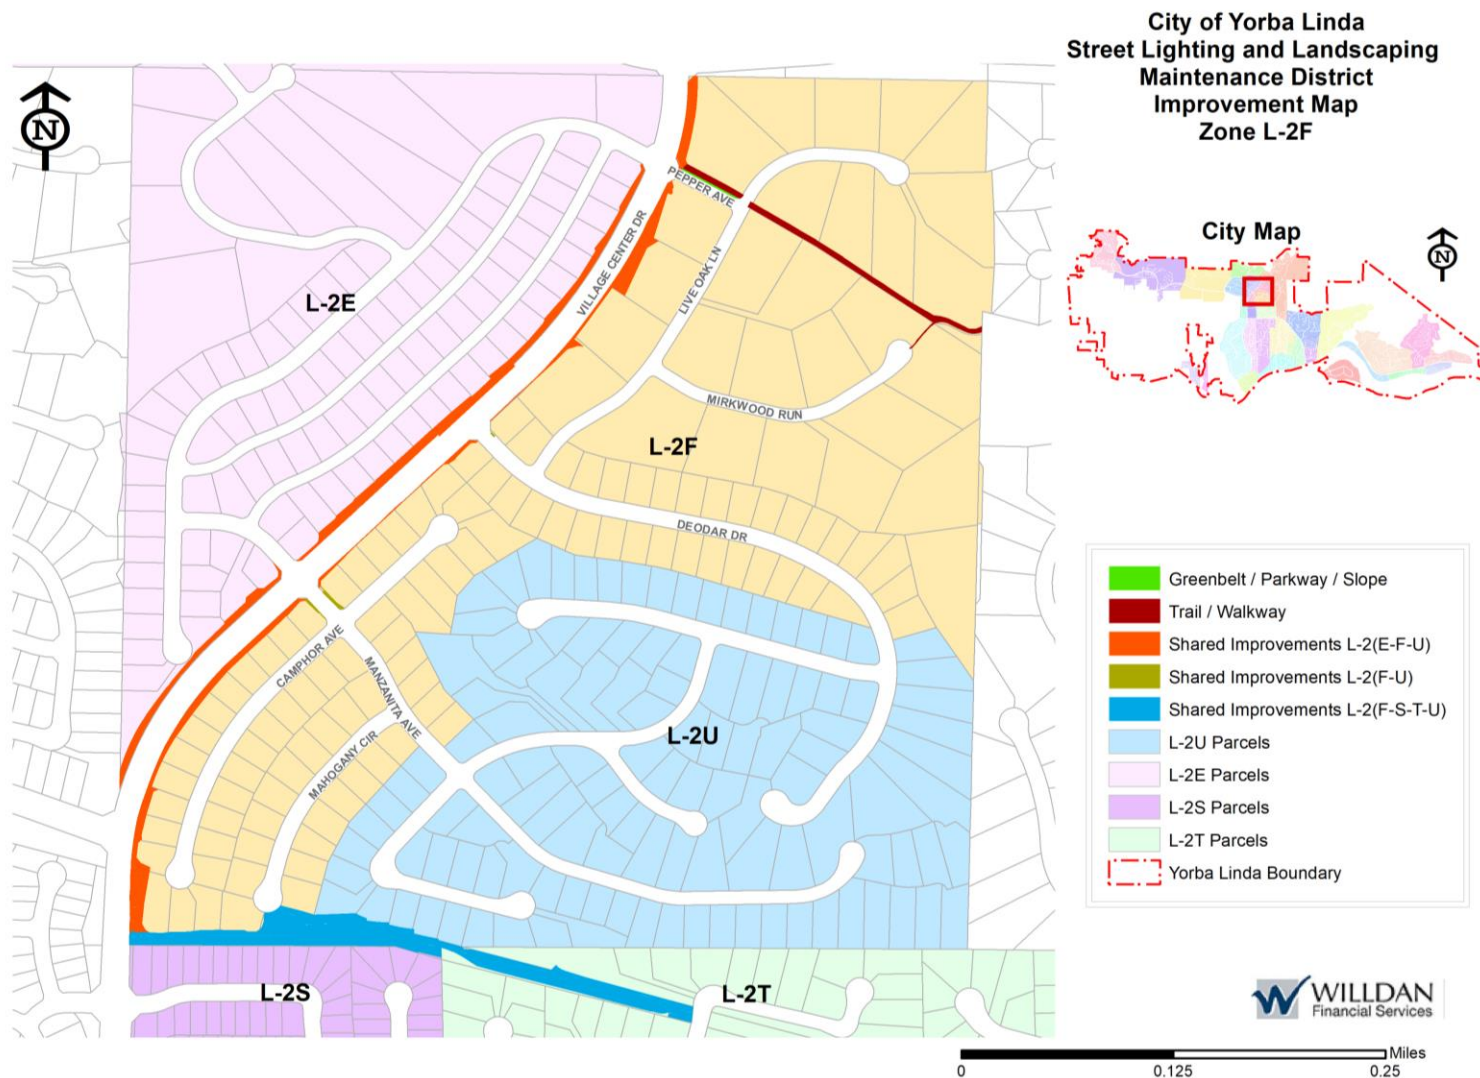 City of Yorba Linda
Street Lighting and Landscaping
Maintenance District
Improvement Map
Zone L-2F
N
City Map
N
PEPPER AVE
VILLAGE CENTER DR
LIVE OAK LN
L-2E
MIRKWOOD RUN
L-2F
DEODAR DR
CAMPHOR AVE
MANZANITA AVE
MAHOGANY CIR
L-2U
L-2S
L-2T
Greenbelt / Parkway / Slope
Trail / Walkway
Shared Improvements L-2(E-F-U)
Shared Improvements L-2(F-U)
Shared Improvements L-2(F-S-T-U)
L-2U Parcels
L-2E Parcels
L-2S Parcels
L-2T Parcels
Yorba Linda Boundary
WILLDAN
Financial Services
Miles
0 0.125 0.25